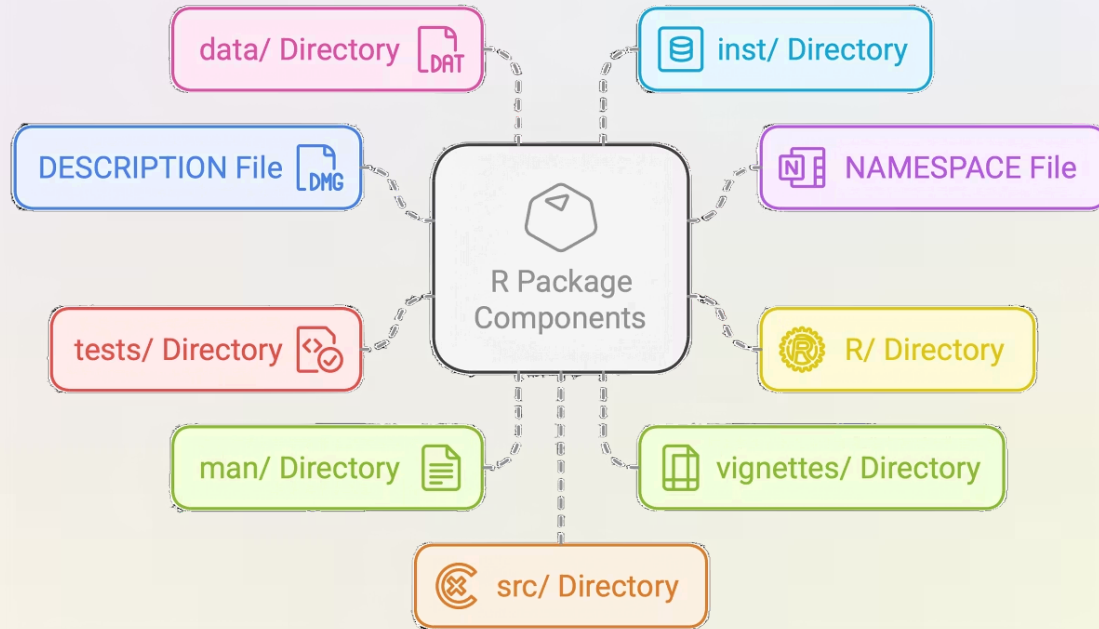 data/ Directory
DAT
inst/ Directory
DESCRIPTION File
DMG
N
NAMESPACE File
R Package
Components
tests/ Directory
R
R/ Directory
man/ Directory
vignettes/ Directory
src/ Directory